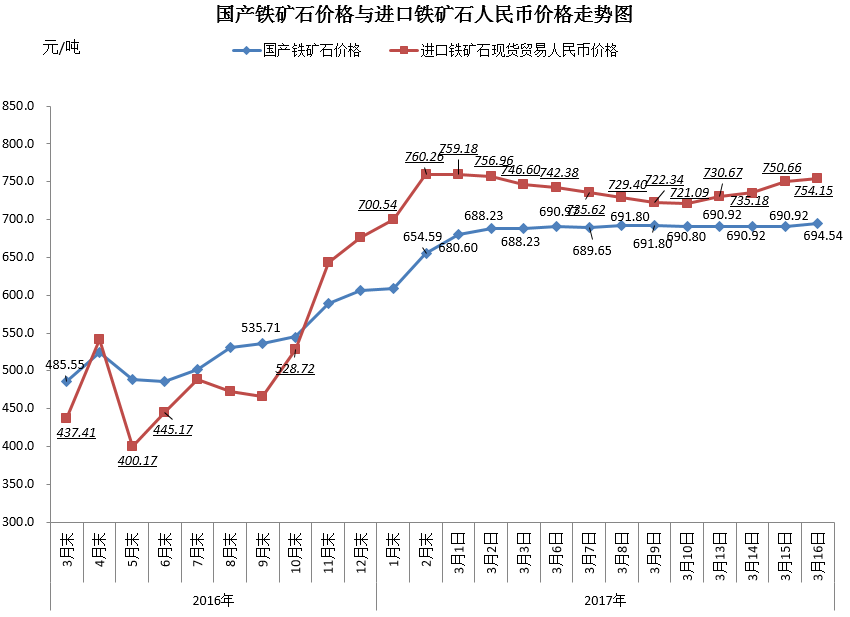 国产铁矿石价格与进口铁矿石人民币价格走势图
元/吨
国产铁矿石价格
进口铁矿石现货贸易人民币价格
850.0
800.0
750.0
700.0
650.0
600.0
550.0
500.0
450.0
400.0
350.0
300.0
760.26
759.18
756.96
746.60
742.38
735.62
729.40
722.34
721.09
730.67
735.18
750.66
754.15
700.54
654.59
680.60
688.23
688.23
690.97
689.65
691.80
691.80
690.80
690.92
690.92
690.92
694.54
485.55
535.71
437.41
400.17
445.17
528.72
3月末
4月末
5月末
6月末
7月末
8月末
9月末
10月末
11月末
12月末
1月末
2月末
3月1日
3月2日
3月3日
3月6日
3月7日
3月8日
3月9日
3月10日
3月13日
3月14日
3月15日
3月16日
2016年
2017年